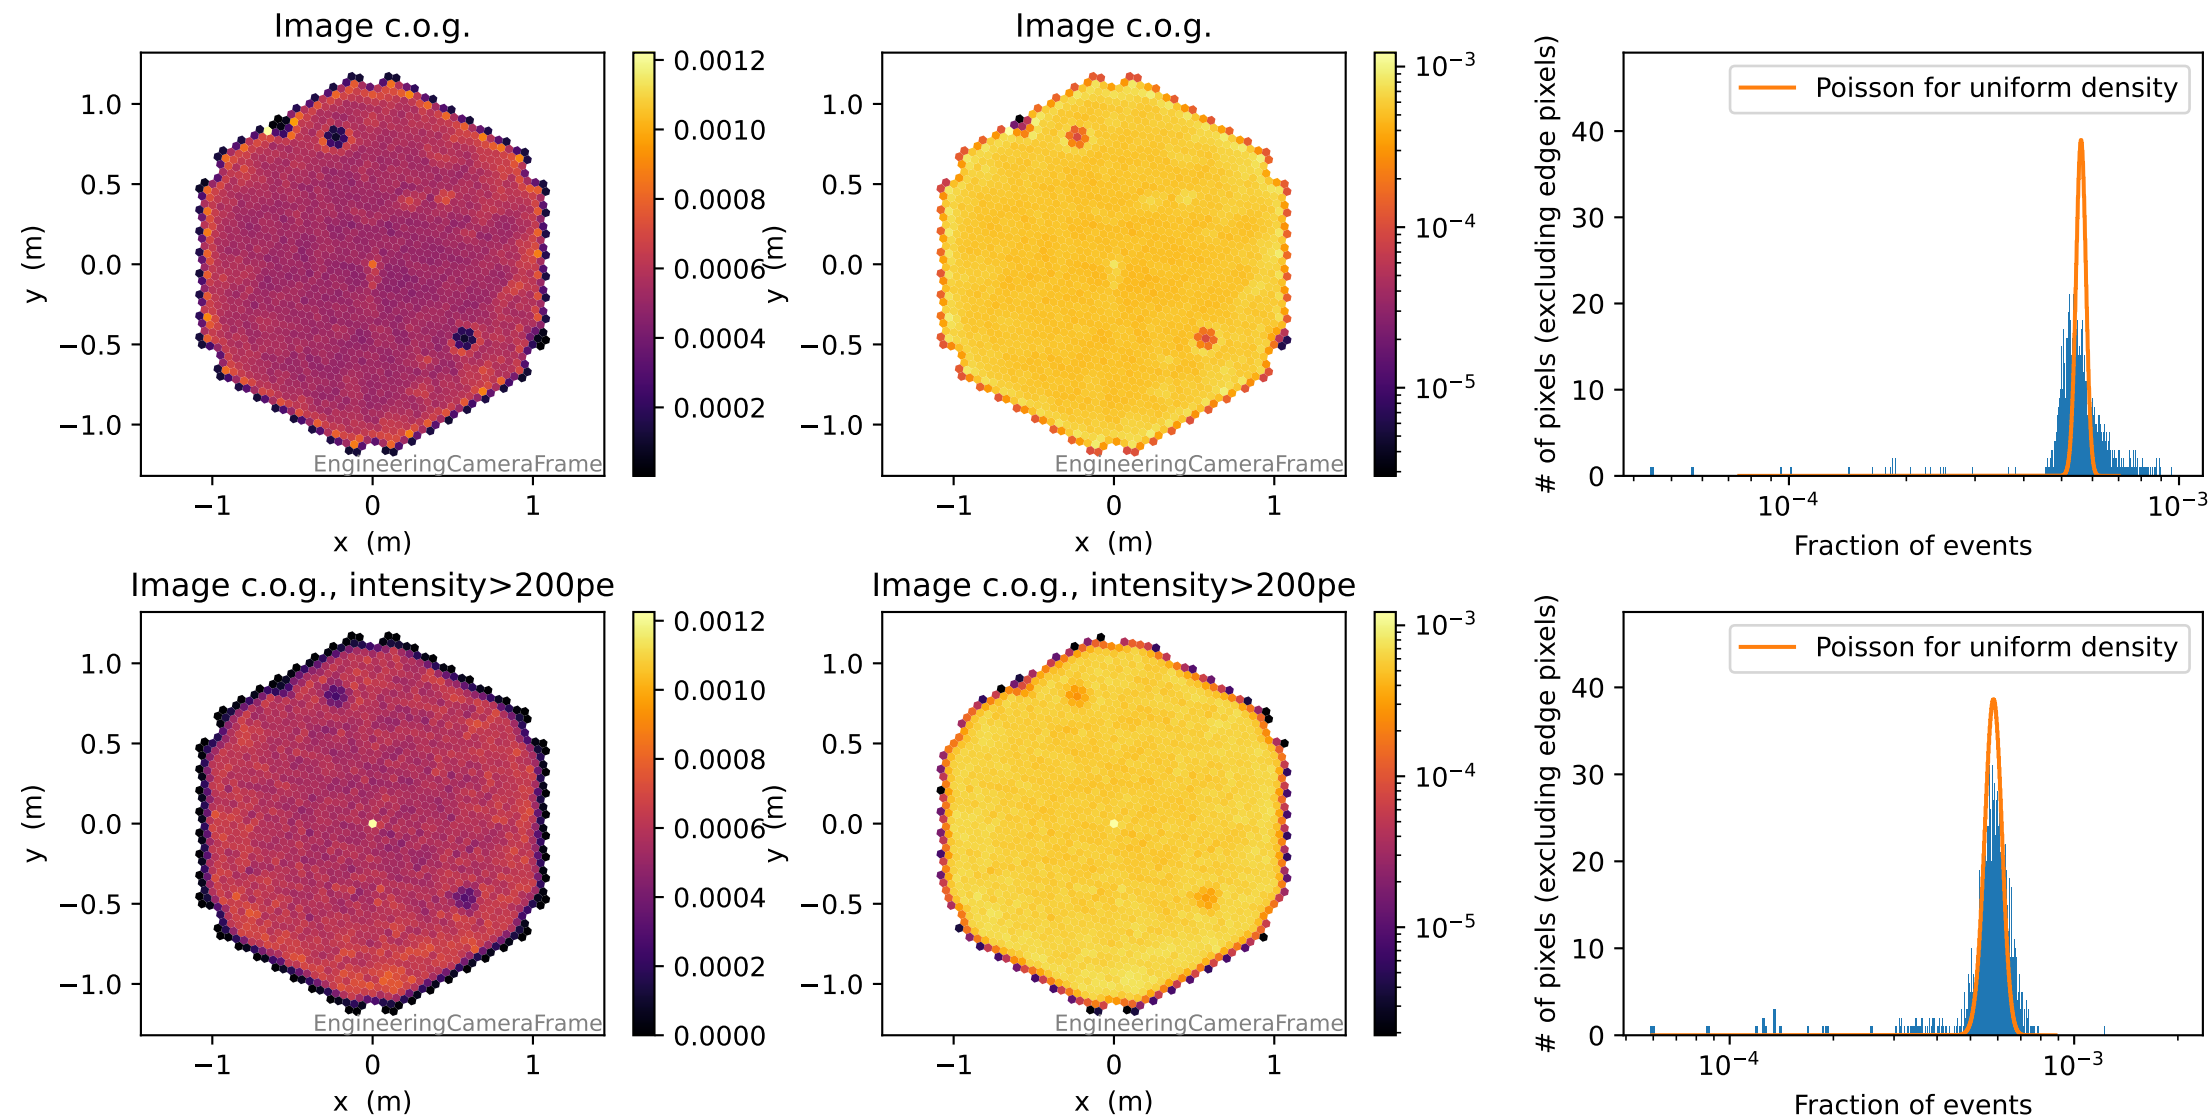 Image c.o.g.
y (m)
1.0
0.5
0.0
−0.5
−1.0
−1 0 1
x (m)
EngineeringCameraFrame
0.0012
0.0010
0.0008
0.0006
0.0004
0.0002
Image c.o.g.
y (m)
1.0
0.5
0.0
−0.5
−1.0
−1 0 1
x (m)
EngineeringCameraFrame
10−3
10−4
10−5
# of pixels (excluding edge pixels)
40
30
20
10
0
Poisson for uniform density
10−4 10−3
Fraction of events
Image c.o.g., intensity>200pe
y (m)
1.0
0.5
0.0
−0.5
−1.0
−1 0 1
x (m)
EngineeringCameraFrame
0.0012
0.0010
0.0008
0.0006
0.0004
0.0002
0.0000
Image c.o.g., intensity>200pe
y (m)
1.0
0.5
0.0
−0.5
−1.0
−1 0 1
x (m)
EngineeringCameraFrame
10−3
10−4
10−5
# of pixels (excluding edge pixels)
40
30
20
10
0
Poisson for uniform density
10−4 10−3
Fraction of events